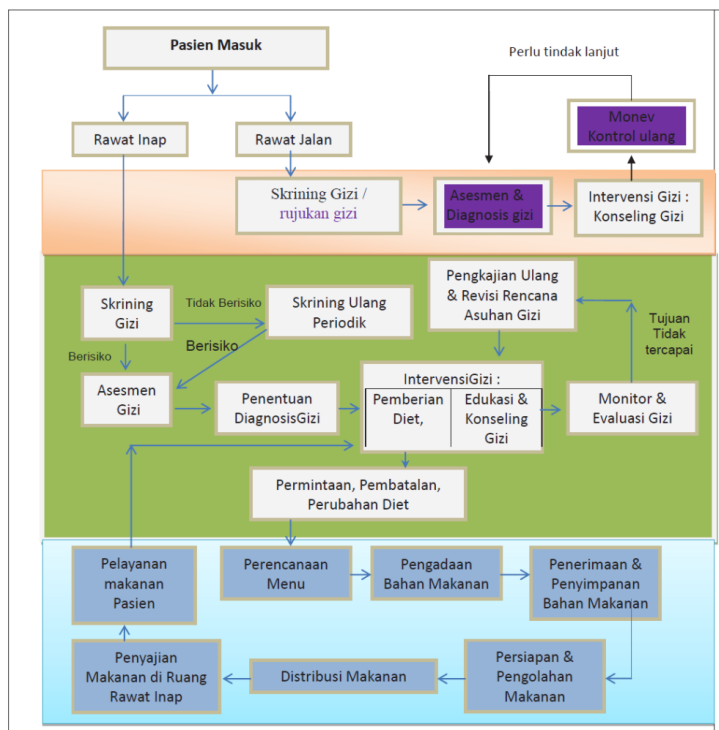 Pasien Masuk
Perlu tindak lanjut
Rawat Inap
Rawat Jalan
Monev
Kontrol ulang
Skrining Gizi /
rujukan gizi
Asesmen &
Diagnosis gizi
Intervensi Gizi :
Konseling Gizi
Skrining
Gizi
Tidak Berisiko
Skrining Ulang
Periodik
Pengkajian Ulang
& Revisi Rencana
Asuhan Gizi
Tujuan
Tidak
tercapai
Berisiko
Berisiko
Asesmen
Gizi
Penentuan
DiagnosisGizi
IntervensiGizi :
Pemberian
Diet,
Edukasi &
Konseling
Gizi
Monitor &
Evaluasi Gizi
Permintaan, Pembatalan,
Perubahan Diet
Pelayanan
makanan
Pasien
Perencanaan
Menu
Pengadaan
Bahan Makanan
Penerimaan &
Penyimpanan
Bahan Makanan
Penyajian
Makanan di Ruang
Rawat Inap
Distribusi Makanan
Persiapan &
Pengolahan
Makanan